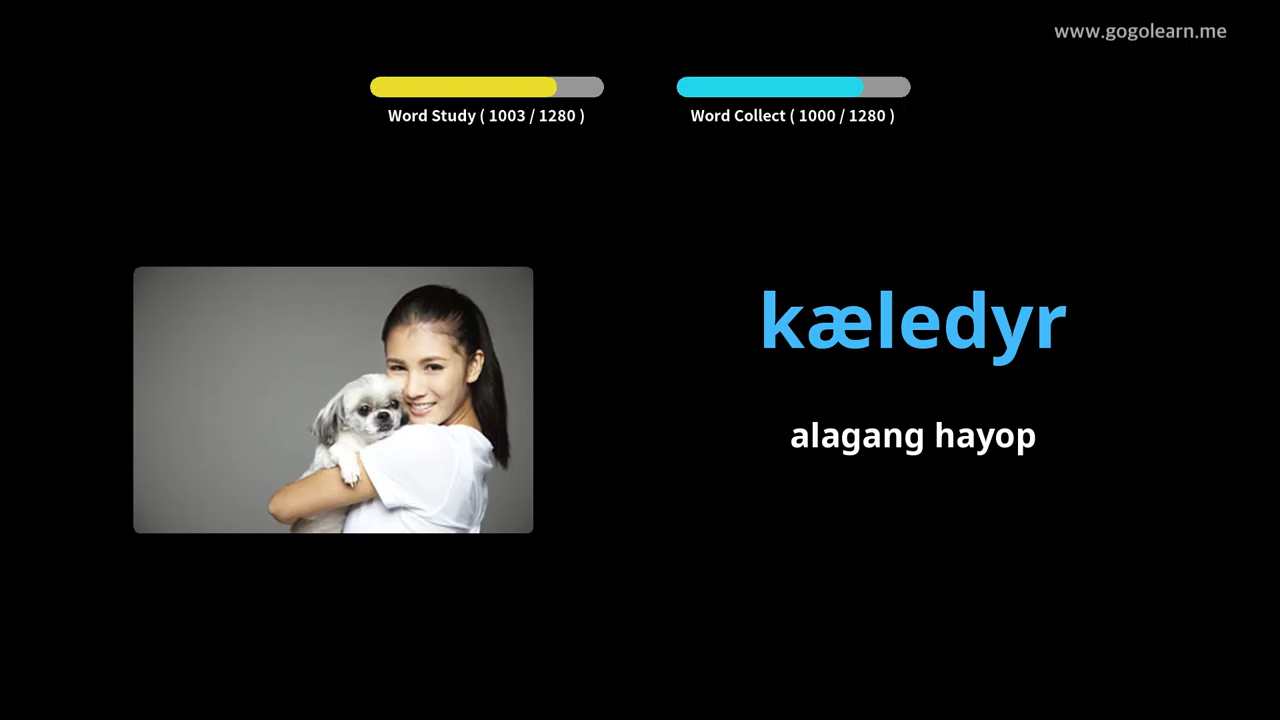 www.gogolearn.me
Word Study ( 1003 / 1280 )
Word Collect ( 1000 / 1280 )
kæledyr
alagang hayop